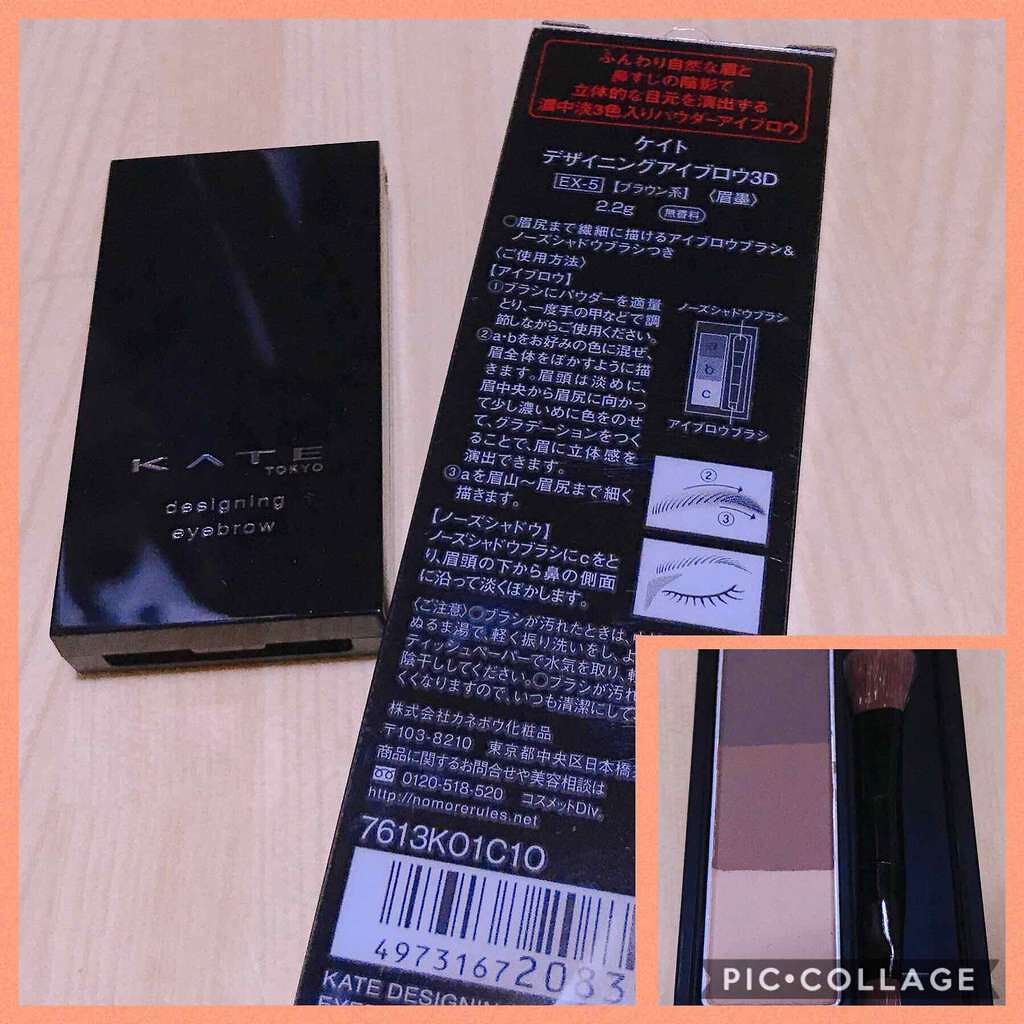 KATE
TOKYO
designing
eyebrow
ふんわり自然な眉と
鼻すじの陰影で
立体的な目元を演出する
濃中淡3色入りパウダーアイブロウ
ケイト
デザイニングアイブロウ3D
EX-5 【ブラウン系】 〈眉墨〉
2.2g 無香料
◎眉尻まで繊細に描けるアイブロウブラシ&
ノーズシャドウブラシつき
〈ご使用方法〉
【アイブロウ】
①ブラシにパウダーを適量
とり、一度手の甲などで調
節しながらご使用ください。
②a・bをお好みの色に混ぜ、
眉全体をぼかすように描
きます。眉頭は淡めに、
眉中央から眉尻に向かっ
て少し濃いめに色をのせ
て、グラデーションをつく
ることで、眉に立体感を
演出できます。
③aを眉山〜眉尻まで細く
描きます。
ノーズシャドウブラシ
a
b
c
アイブロウブラシ
②
③
【ノーズシャドウ】
ノーズシャドウブラシにcをと
り、眉頭の下から鼻の側面
に沿って淡くぼかします。
〈ご注意〉◎ブラシが汚れたときは、
ぬるま湯で、軽く振り洗いをし、よ
ティッシュペーパーで水気を取り、
陰干ししてください。◎ブラシが汚れ
くくなりますので、いつも清潔にして
株式会社カネボウ化粧品
〒103-8210 東京都中央区日本橋
商品に関するお問合せや美容相談は
0120-518-520 コスメットDiv.
http://nomorerules.net
7613K01C10
4973167 2083
KATE DESIGNIN
PIC•COLLAGE